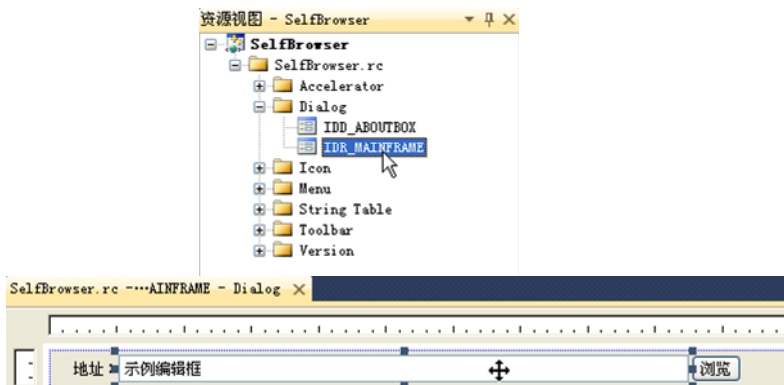 资源视图 - SelfBrowser
SelfBrowser
SelfBrowser.rc
Accelerator
Dialog
IDD_ABOUTBOX
IDR_MAINFRAME
Icon
Menu
String Table
Toolbar
Version
SelfBrowser.rc -···AINFRAME - Dialog
地址 示例编辑框 浏览